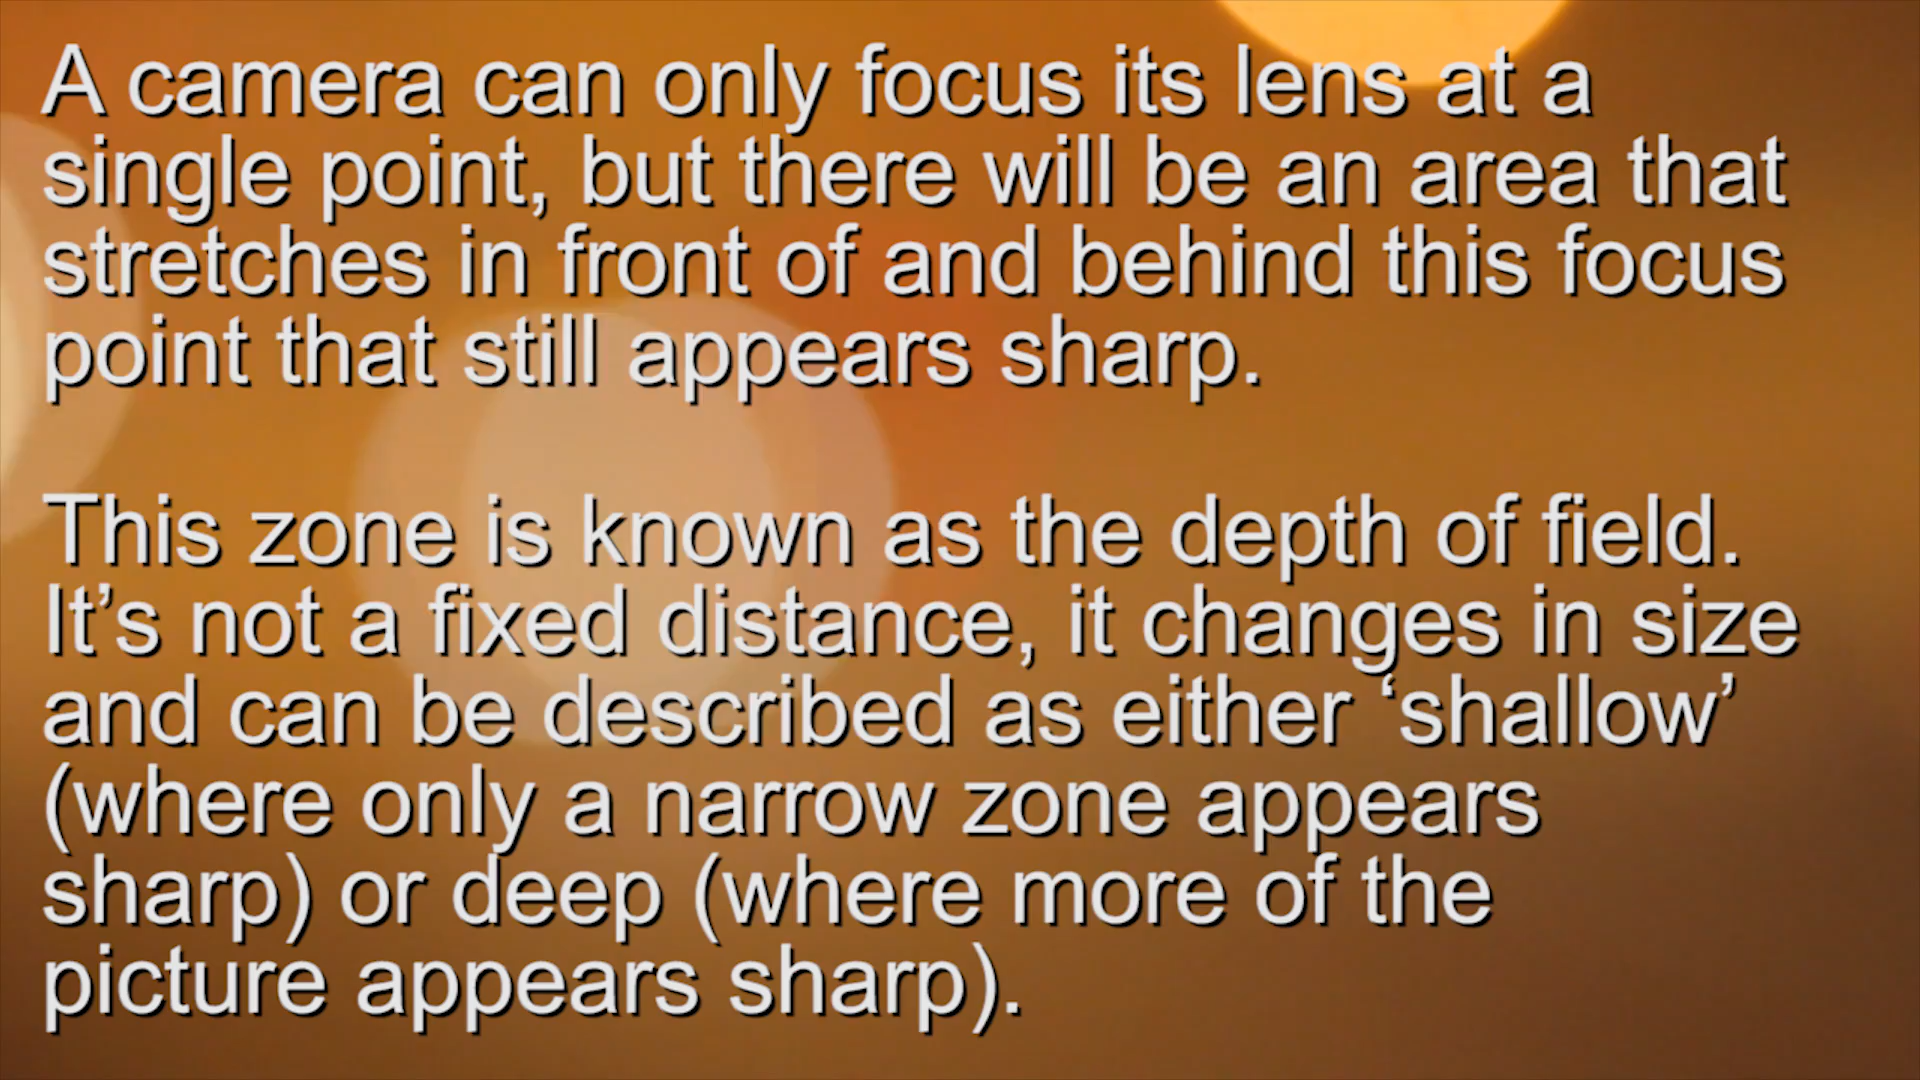 A camera can only focus its lens at a
single point, but there will be an area that
stretches in front of and behind this focus
point that still appears sharp.
This zone is known as the depth of field.
It’s not a fixed distance, it changes in size
and can be described as either ‘shallow’
(where only a narrow zone appears
sharp) or deep (where more of the
picture appears sharp).